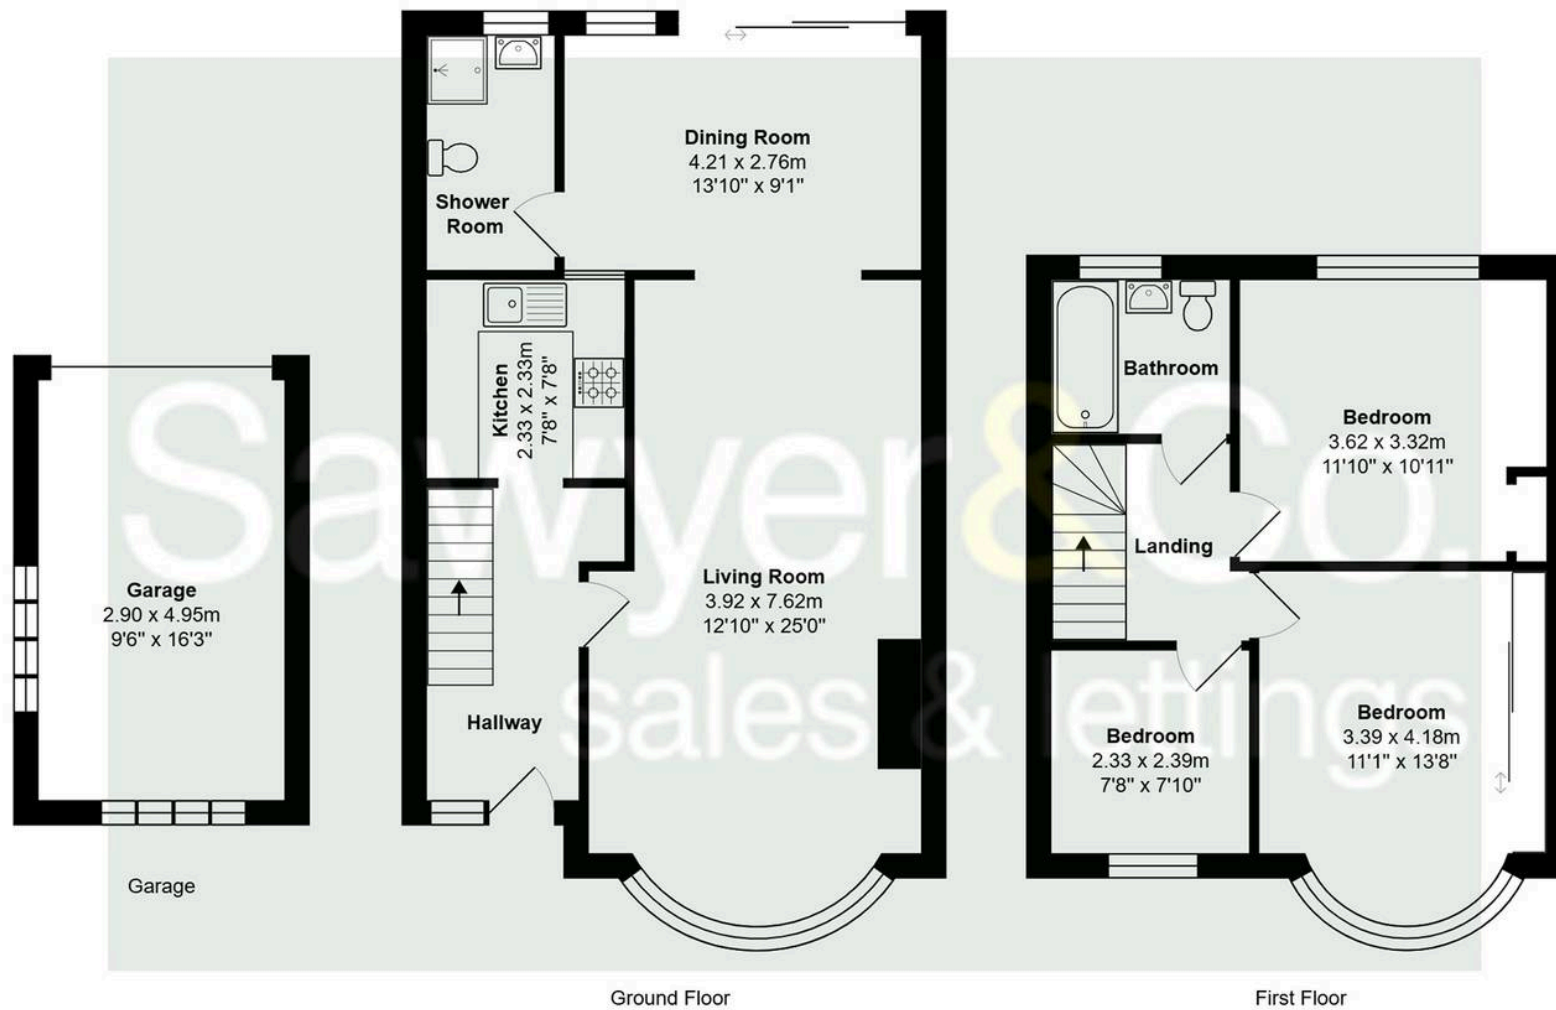 Dining Room
4.21 x 2.76m
13'10" x 9'1"
Shower
Room
Kitchen
2.33 x 2.33m
7'8" x 7'8"
Living Room
3.92 x 7.62m
12'10" x 25'0"
Hallway
Garage
2.90 x 4.95m
9'6" x 16'3"
Garage
Bathroom
Bedroom
3.62 x 3.32m
11'10" x 10'11"
Landing
Bedroom
2.33 x 2.39m
7'8" x 7'10"
Bedroom
3.39 x 4.18m
11'1" x 13'8"
Ground Floor
First Floor
Sawyer&Co.
sales & lettings